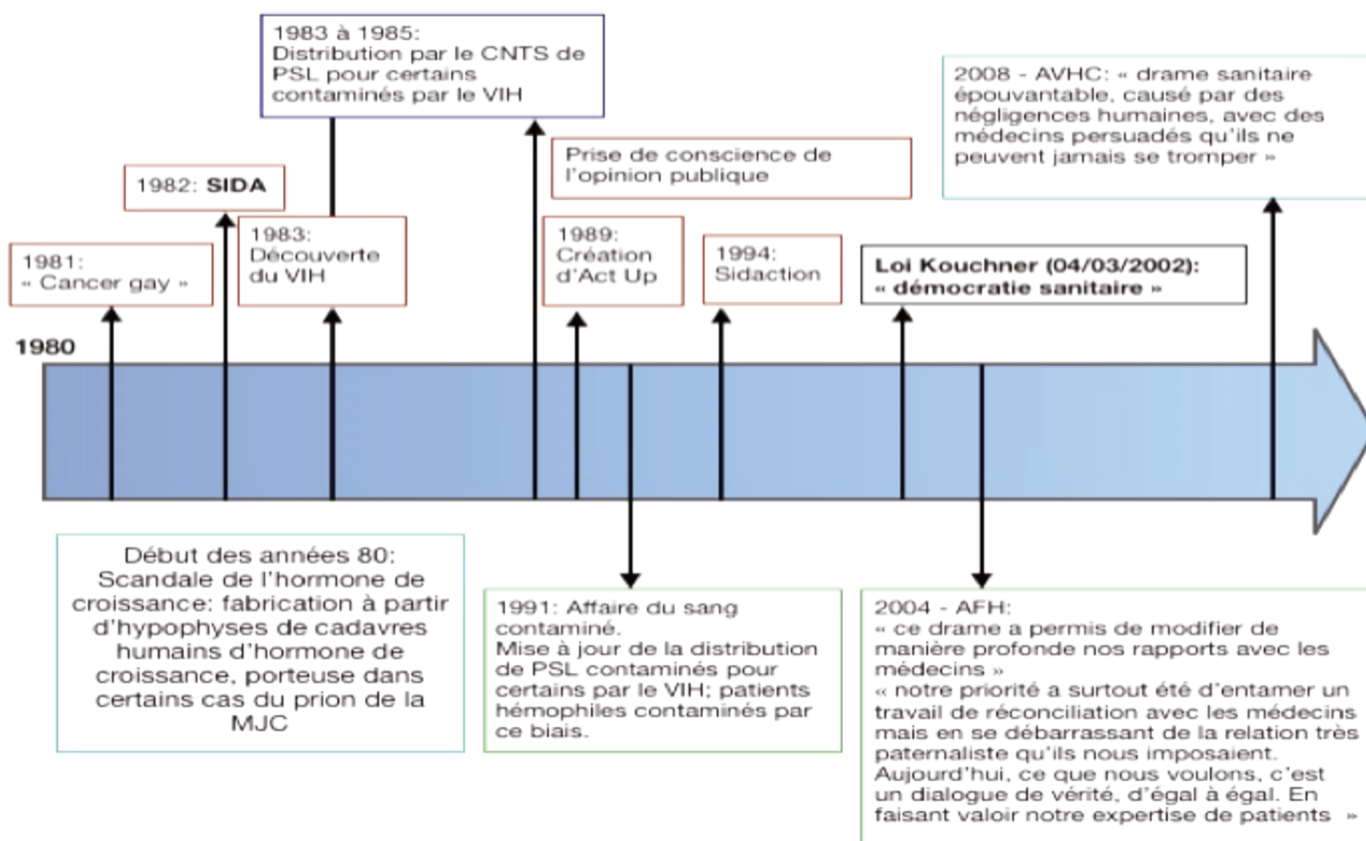 1983 à 1985:
Distribution par le CNTS de
PSL pour certains
contaminés par le VIH
2008 - AVHC: « drame sanitaire
épouvantable, causé par des
négligences humaines, avec des
médecins persuadés qu'ils ne
peuvent jamais se tromper »
Prise de conscience de
l'opinion publique
1982: SIDA
1981:
« Cancer gay »
1983:
Découverte
du VIH
1989:
Création
d'Act Up
1994:
Sidaction
Loi Kouchner (04/03/2002):
« démocratie sanitaire »
1980
Début des années 80:
Scandale de l'hormone de
croissance: fabrication à partir
d'hypophyses de cadavres
humains d'hormone de
croissance, porteuse dans
certains cas du prion de la
MJC
1991: Affaire du sang
contaminé.
Mise à jour de la distribution
de PSL contaminés pour
certains par le VIH; patients
hémophiles contaminés par
ce biais.
2004 - AFH:
« ce drame a permis de modifier de
manière profonde nos rapports avec les
médecins »
« notre priorité a surtout été d'entamer un
travail de réconciliation avec les médecins
mais en se débarrassant de la relation très
paternaliste qu'ils nous imposaient.
Aujourd'hui, ce que nous voulons, c'est
un dialogue de vérité, d'égal à égal. En
faisant valoir notre expertise de patients »